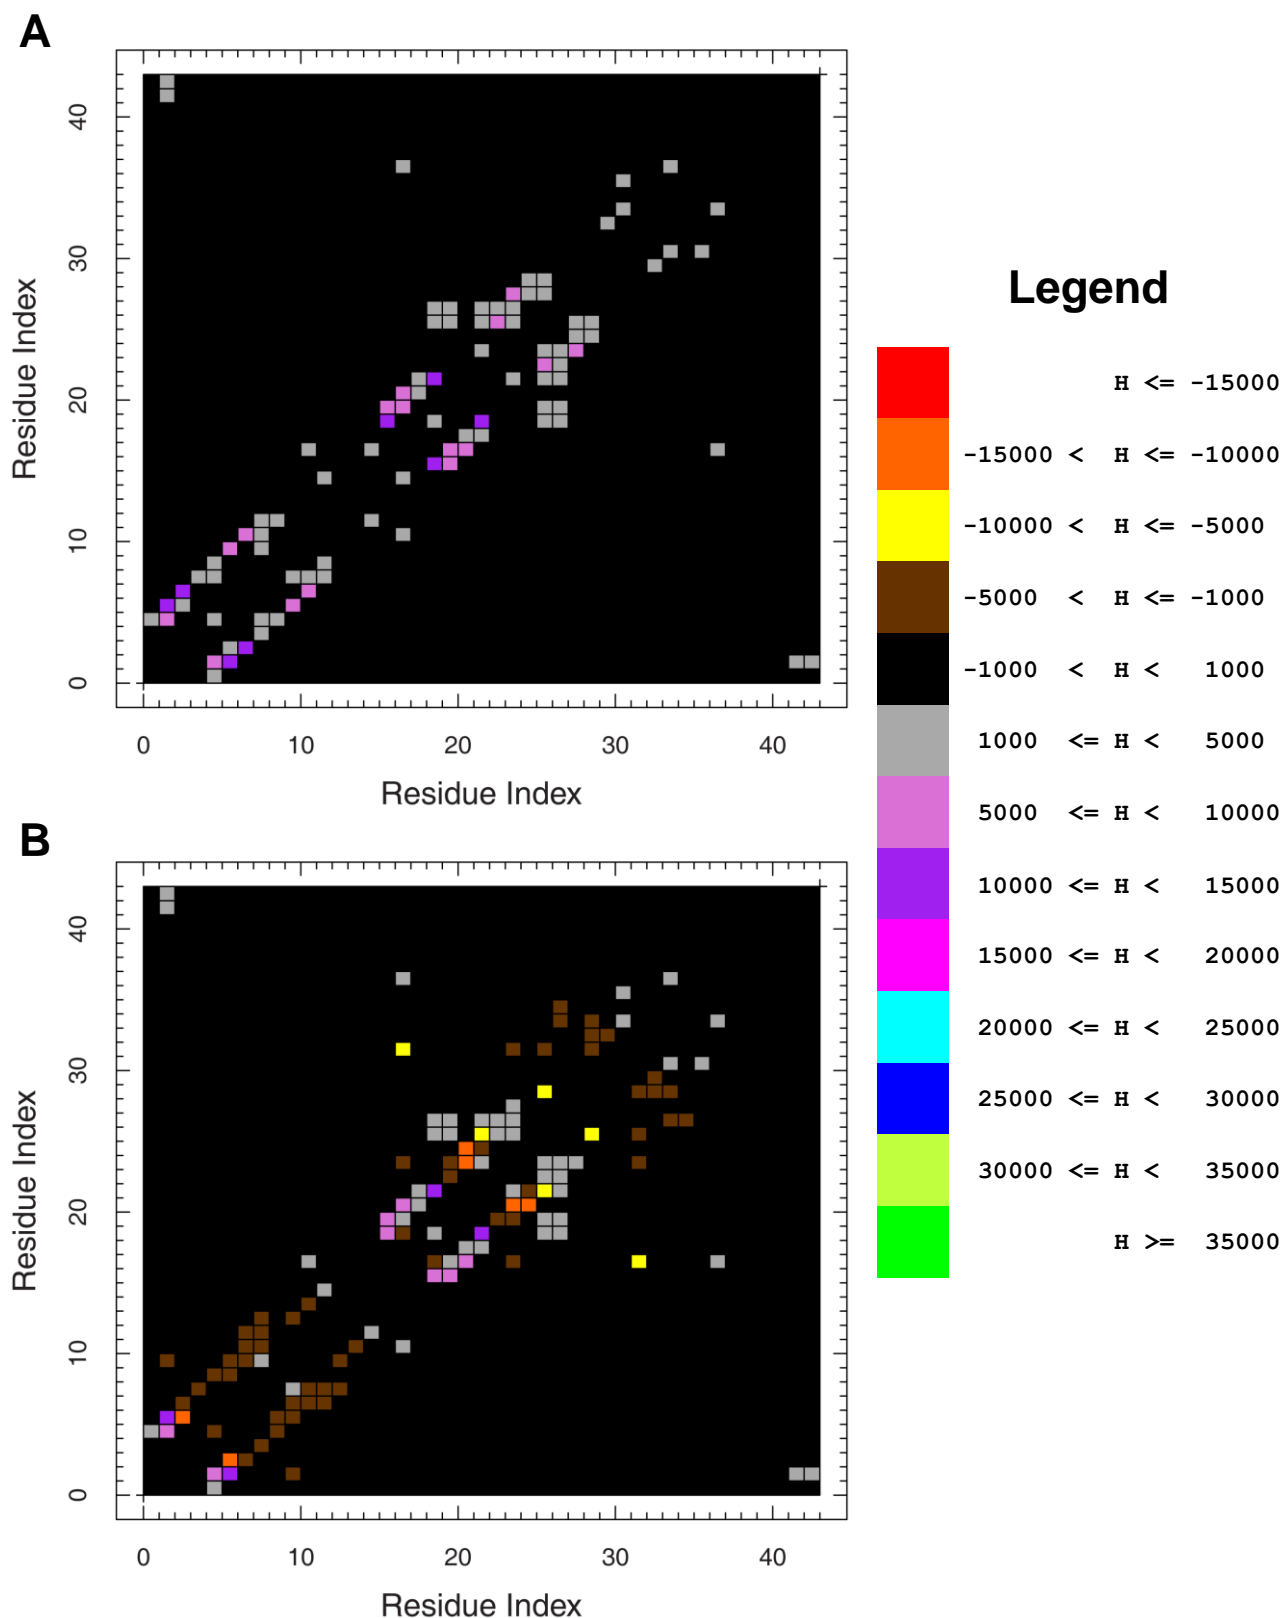 A
40
30
20
10
0
Residue Index
0 10 20 30 40
Residue Index
B
40
30
20
10
0
Residue Index
0 10 20 30 40
Residue Index
Legend
H <= -15000
-15000 < H <= -10000
-10000 < H <= -5000
-5000 < H <= -1000
-1000 < H < 1000
1000 <= H < 5000
5000 <= H < 10000
10000 <= H < 15000
15000 <= H < 20000
20000 <= H < 25000
25000 <= H < 30000
30000 <= H < 35000
H >= 35000